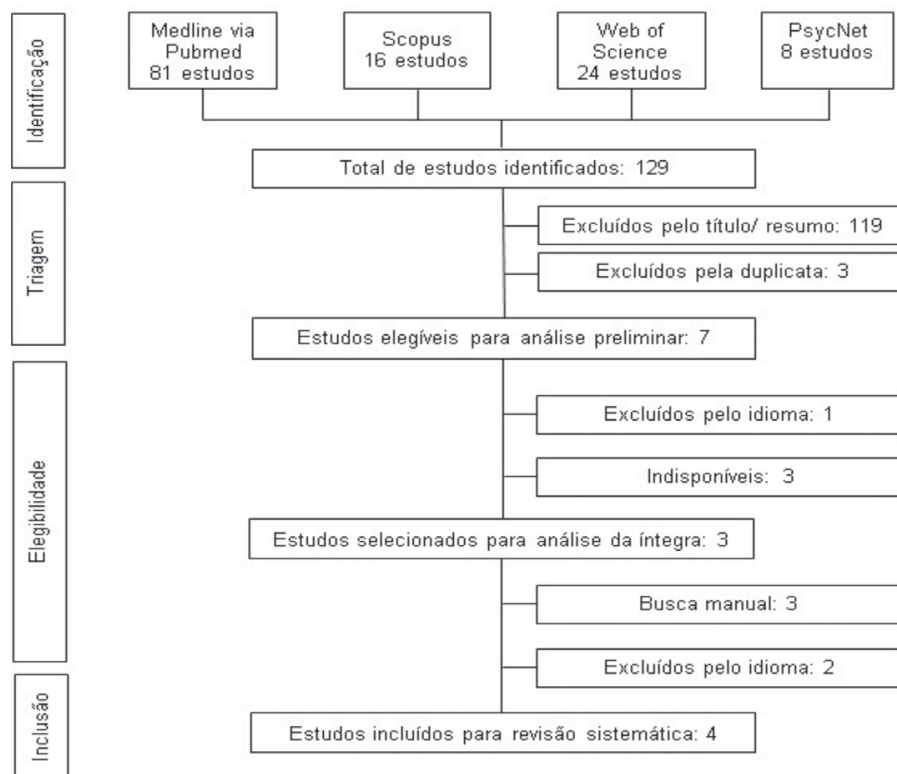 Identificação
Medline via
Pubmed
81 estudos
Scopus
16 estudos
Web of
Science
24 estudos
PsycNet
8 estudos
Total de estudos identificados: 129
Triagem
Excluídos pelo título/ resumo: 119
Excluídos pela duplicata: 3
Estudos elegíveis para análise preliminar: 7
Elegibilidade
Excluídos pelo idioma: 1
Indisponíveis: 3
Estudos selecionados para análise da íntegra: 3
Busca manual: 3
Excluídos pelo idioma: 2
Inclusão
Estudos incluídos para revisão sistemática: 4